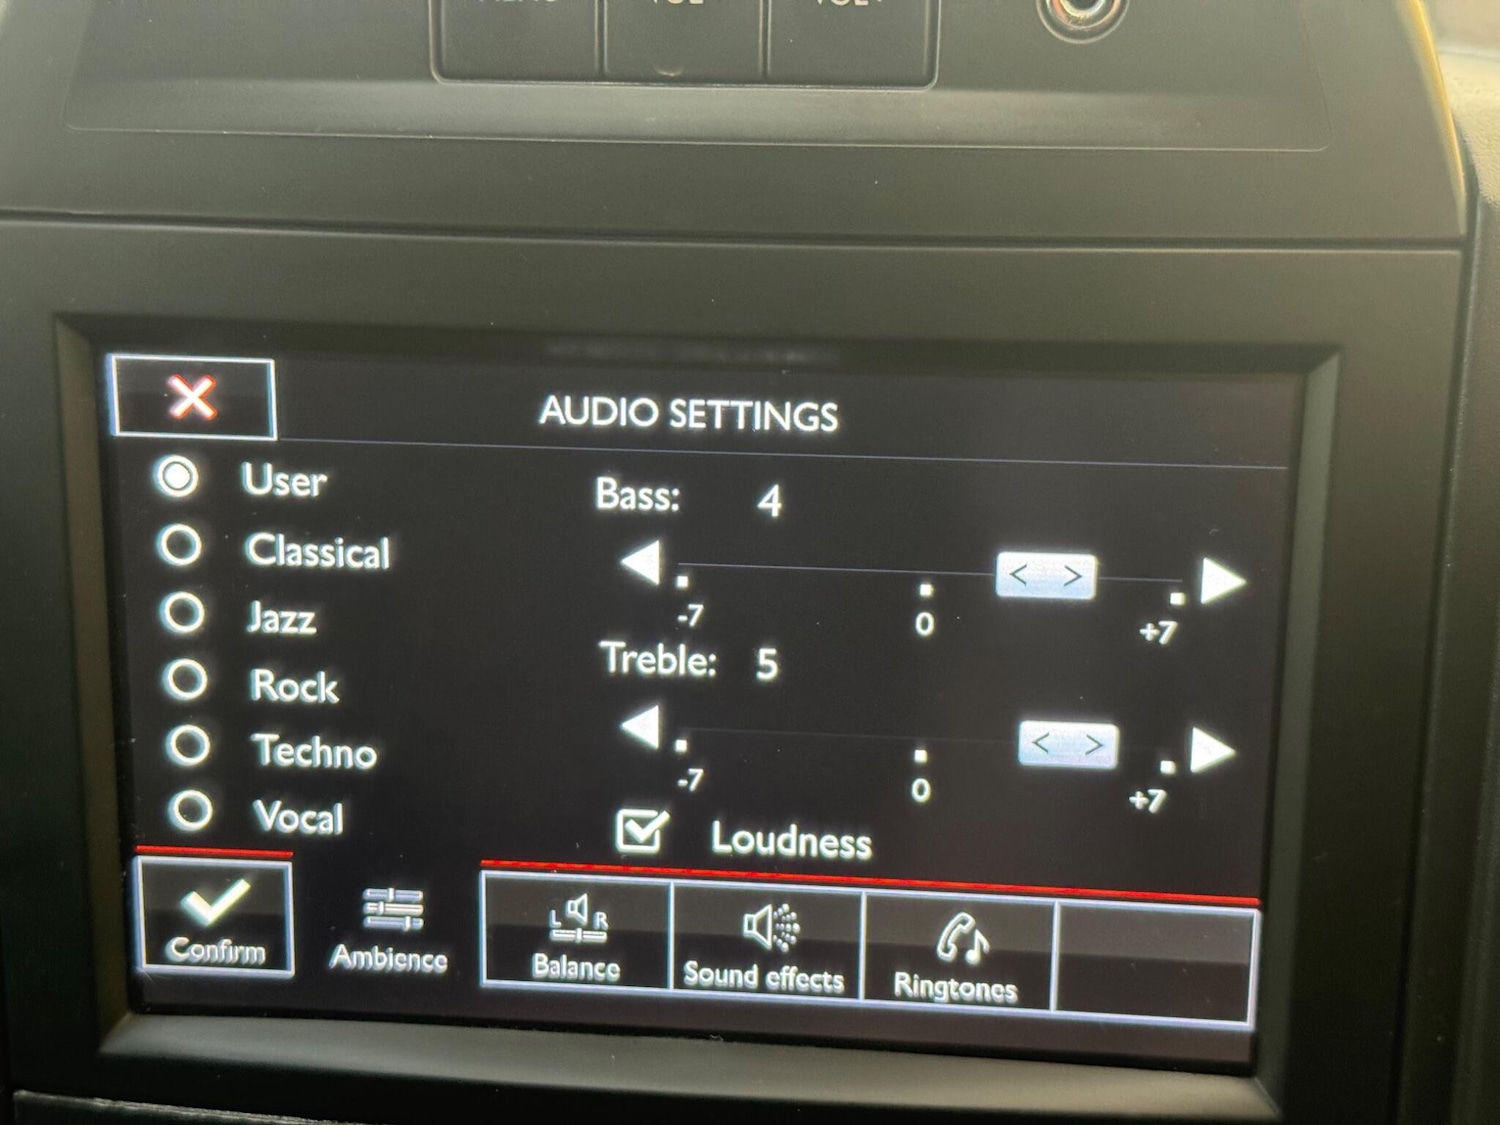 AUDIO SETTINGS
User
Classical
Jazz
Rock
Techno
Vocal
Bass: 4
-7 0 +7
Treble: 5
-7 0 +7
Loudness
Confirm
Ambience
L R
Balance
Sound effects
Ringtones